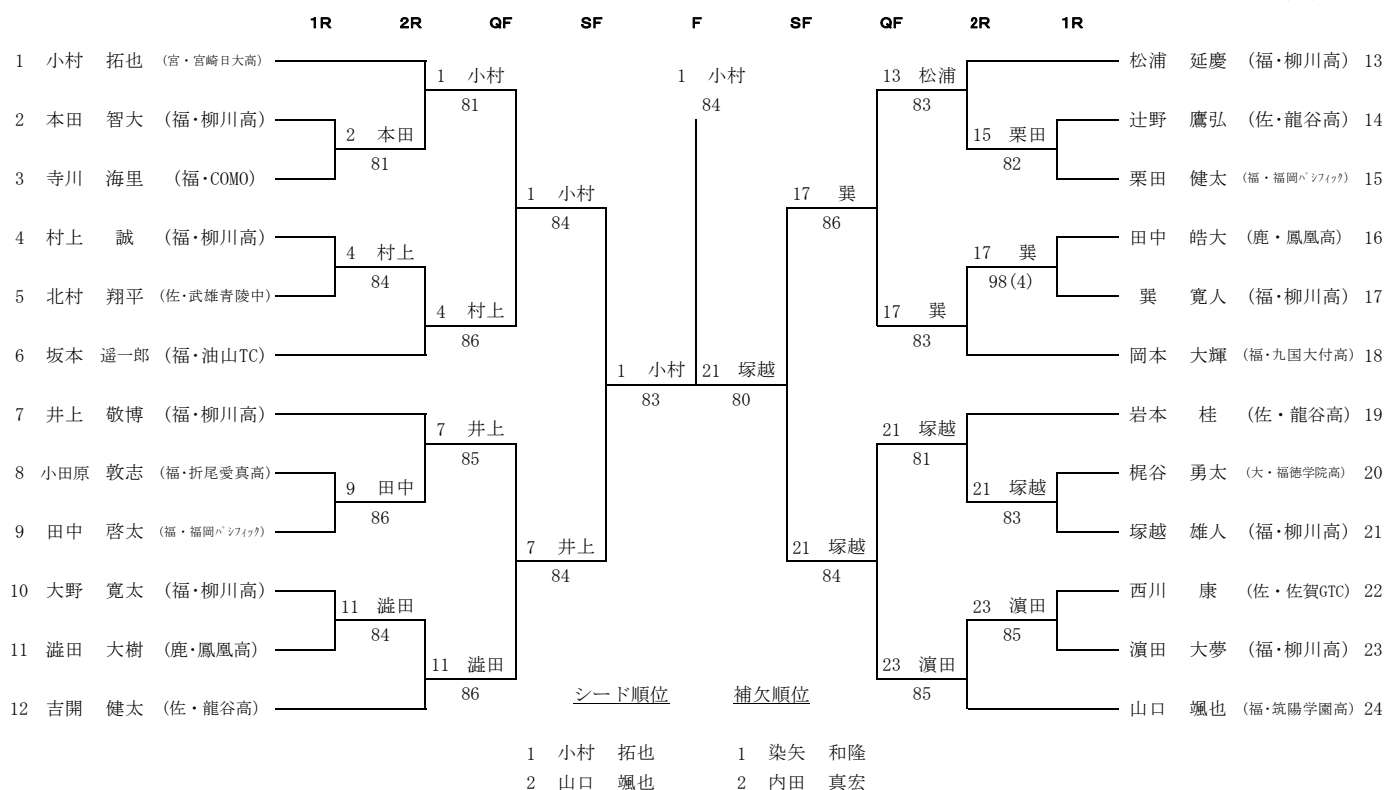 1R 2R QF SF F SF QF 2R 1R
1 小村 拓也 (宮・宮崎日大高) 松浦 延慶 (福・柳川高) 13
1 小村 1 小村 13 松浦
81 84 83
2 本田 智大 (福・柳川高) 辻野 鷹弘 (佐・龍谷高) 14
2 本田 15 栗田
81 82
3 寺川 海里 (福・COMO) 栗田 健太 (福・福岡パシフィック) 15
1 小村 17 巽
84 86
4 村上 誠 (福・柳川高) 田中 皓大 (鹿・鳳凰高) 16
4 村上 17 巽
84 98(4)
5 北村 翔平 (佐・武雄青陵中) 巽 寛人 (福・柳川高) 17
4 村上 17 巽
86 83
6 坂本 遥一郎 (福・油山TC) 岡本 大輝 (福・九国大付高) 18
1 小村 21 塚越
83 80
7 井上 敬博 (福・柳川高) 岩本 桂 (佐・龍谷高) 19
7 井上 21 塚越
85 81
8 小田原 敦志 (福・折尾愛真高) 梶谷 勇太 (大・福徳学院高) 20
9 田中 21 塚越
86 83
9 田中 啓太 (福・福岡パシフィック) 塚越 雄人 (福・柳川高) 21
7 井上 21 塚越
84 84
10 大野 寛太 (福・柳川高) 西川 康 (佐・佐賀GTC) 22
11 澁田 23 濵田
84 85
11 澁田 大樹 (鹿・鳳凰高) 濵田 大夢 (福・柳川高) 23
11 澁田 23 濵田
86 85
シード順位 補欠順位
12 吉開 健太 (佐・龍谷高) 山口 颯也 (福・筑陽学園高) 24
1 小村 拓也 1 染矢 和隆
2 山口 颯也 2 内田 真宏